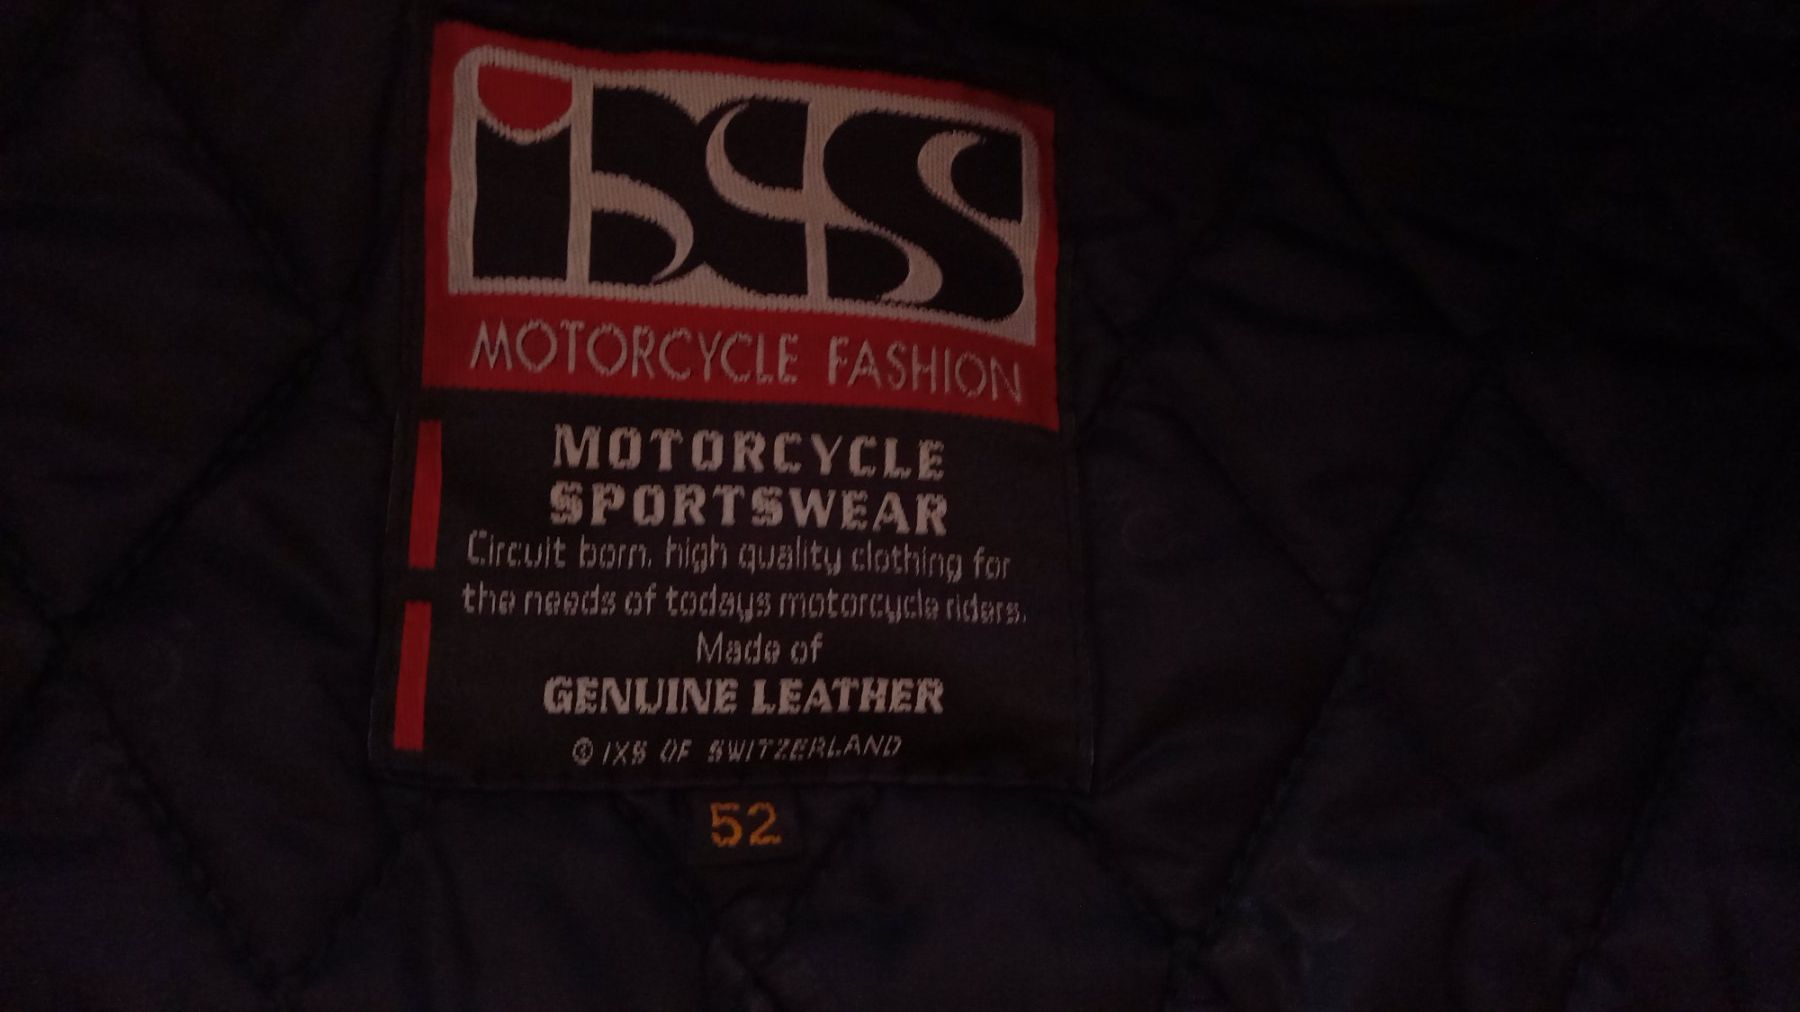 iXS
MOTORCYCLE FASHION
MOTORCYCLE
SPORTSWEAR
Circuit born, high quality clothing for
the needs of todays motorcycle riders.
Made of
GENUINE LEATHER
© IXS OF SWITZERLAND
52